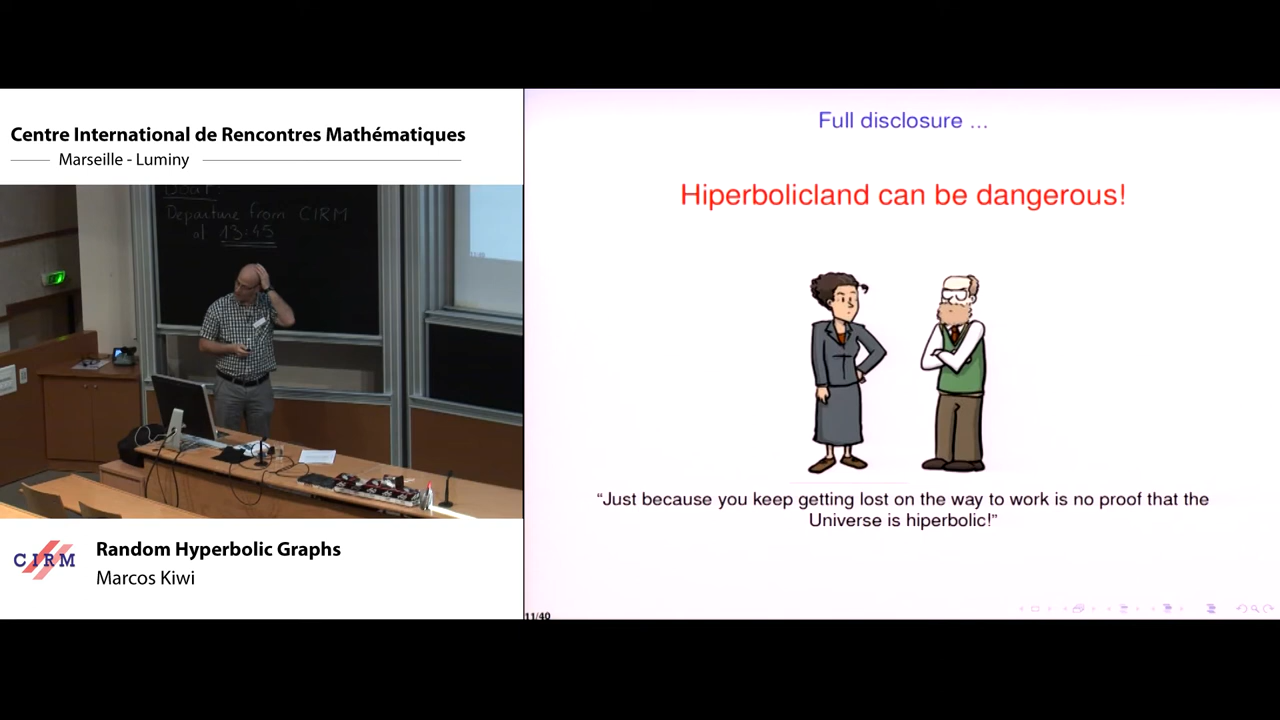 Centre International de Rencontres Mathématiques
Marseille - Luminy
Departure from CIRM
at 13:45
CIRM
Random Hyperbolic Graphs
Marcos Kiwi
Full disclosure ...
Hiperbolicland can be dangerous!
“Just because you keep getting lost on the way to work is no proof that the
Universe is hiperbolic!”
11/40